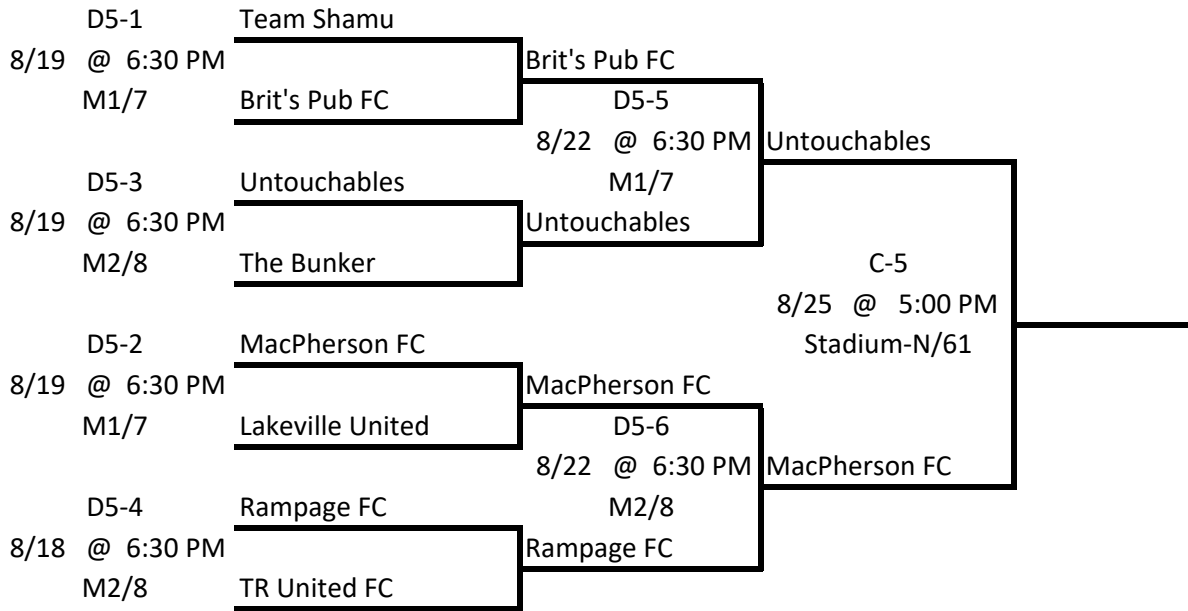 D5-1 Team Shamu
8/19 @ 6:30 PM Brit's Pub FC
M1/7 Brit's Pub FC D5-5
8/22 @ 6:30 PM Untouchables
D5-3 Untouchables M1/7
8/19 @ 6:30 PM Untouchables
M2/8 The Bunker C-5
8/25 @ 5:00 PM
D5-2 MacPherson FC Stadium-N/61
8/19 @ 6:30 PM MacPherson FC
M1/7 Lakeville United D5-6
8/22 @ 6:30 PM MacPherson FC
D5-4 Rampage FC M2/8
8/18 @ 6:30 PM Rampage FC
M2/8 TR United FC